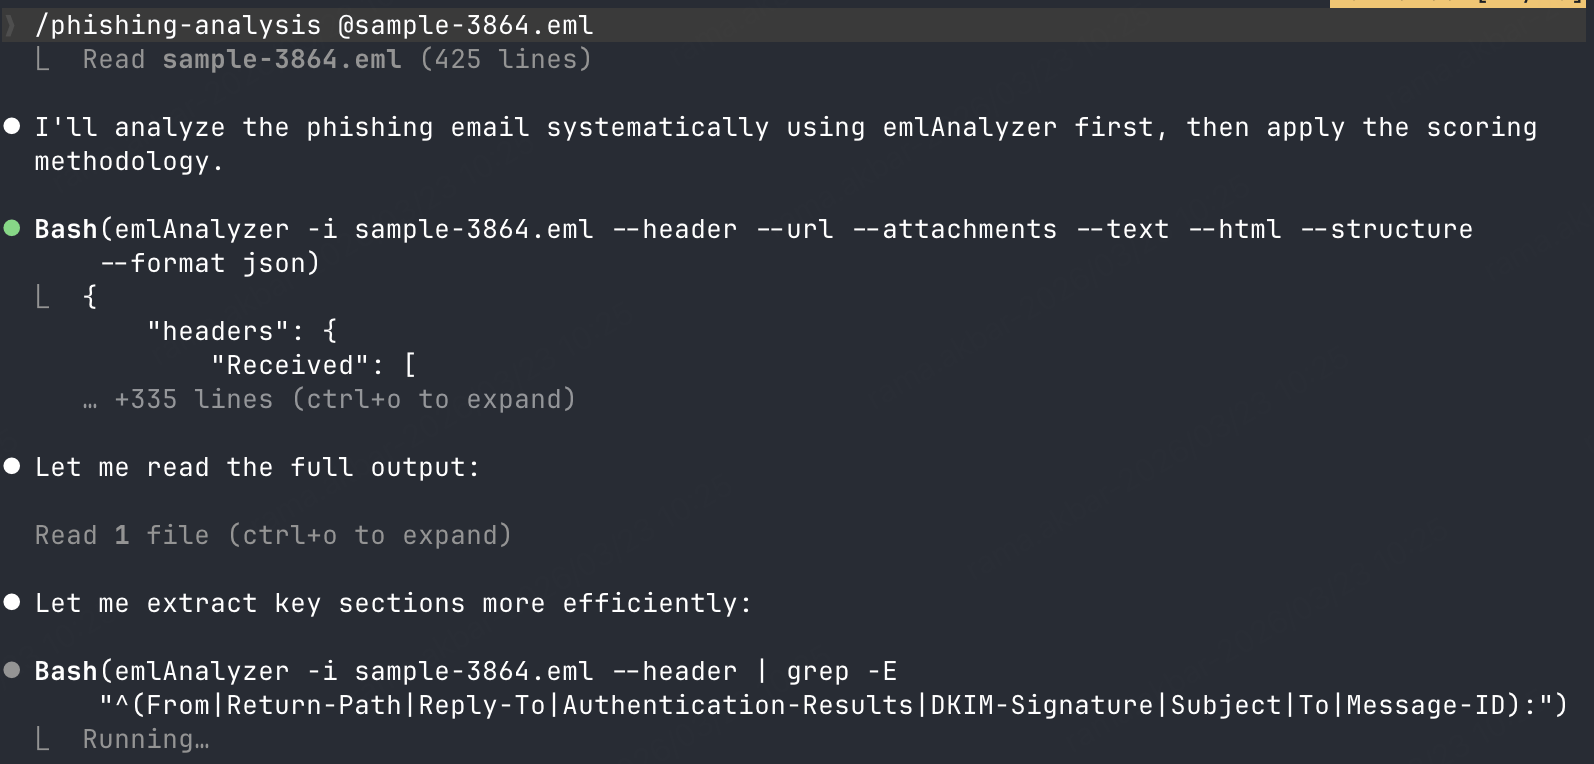 ❯ /phishing-analysis @sample-3864.eml
⎿  Read sample-3864.eml (425 lines)
● I'll analyze the phishing email systematically using emlAnalyzer first, then apply the scoring
methodology.
● Bash(emlAnalyzer -i sample-3864.eml --header --url --attachments --text --html --structure
--format json)
⎿  {
"headers": {
"Received": [
… +335 lines (ctrl+o to expand)
● Let me read the full output:
Read 1 file (ctrl+o to expand)
● Let me extract key sections more efficiently:
● Bash(emlAnalyzer -i sample-3864.eml --header | grep -E
"^(From|Return-Path|Reply-To|Authentication-Results|DKIM-Signature|Subject|To|Message-ID):")
⎿  Running…